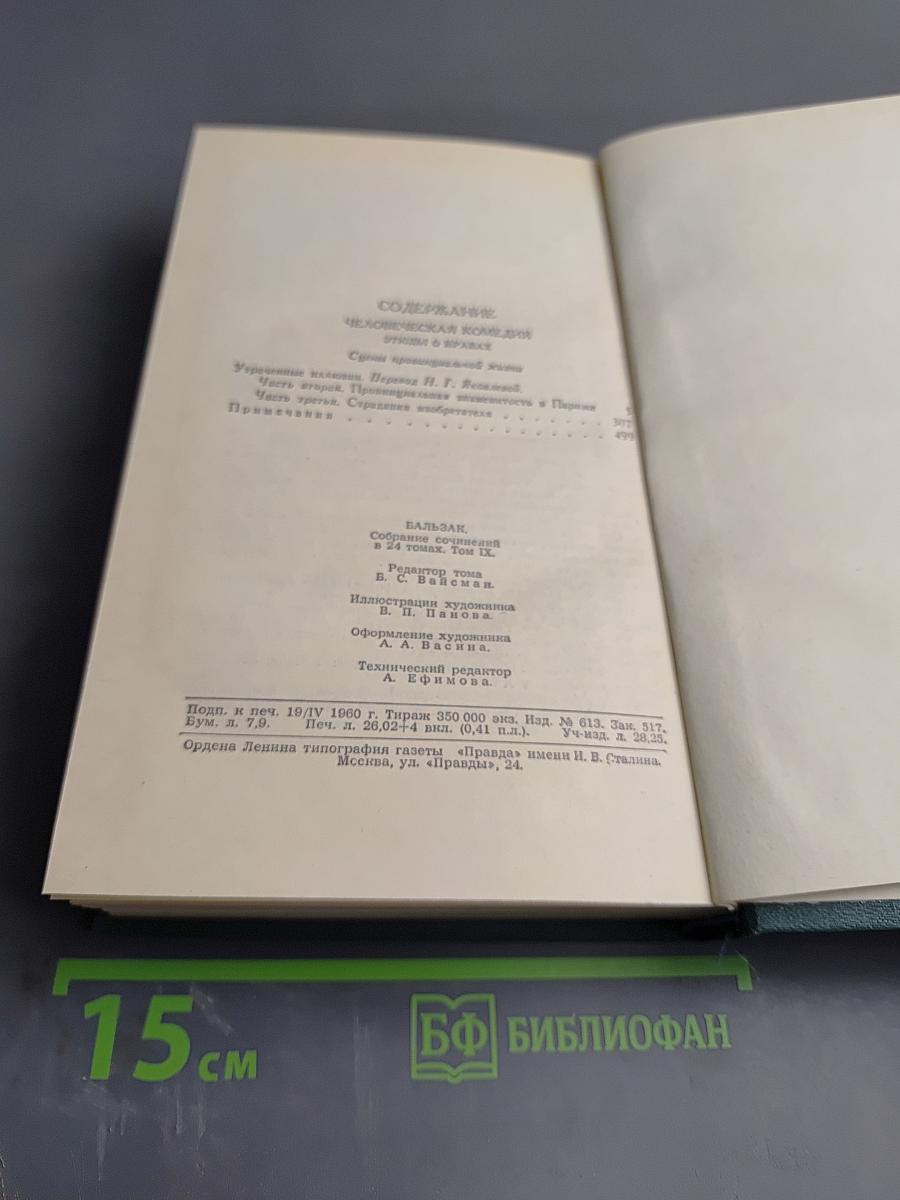 СОДЕРЖАНИЕ
ЧЕЛОВЕЧЕСКАЯ КОМЕДИЯ
ЭТЮДЫ О НРАВАХ
Сцены провинциальной жизни
Утраченные иллюзии. Перевод Н. Г. Яковлевой.
Часть вторая. Провинциальная знаменитость в Париже 5
Часть третья. Страдания изобретателя . . . . . . . 307
Примечания . . . . . . . . . . . . . . . . 499
БАЛЬЗАК.
Собрание сочинений
в 24 томах. Том IX.
Редактор тома
Б. С. Вайсман.
Иллюстрации художника
В. П. Панова.
Оформление художника
А. А. Васина.
Технический редактор
А. Ефимова.
Подп. к печ. 19/IV 1960 г. Тираж 350 000 экз. Изд. № 613. Зак. 517.
Бум. л. 7,9. Печ. л. 26,02+4 вкл. (0,41 п.л.). Уч-изд. л. 28,25.
Ордена Ленина типография газеты «Правда» имени И. В. Сталина.
Москва, ул. «Правды», 24.
15 см
БФ БИБЛИОФАН